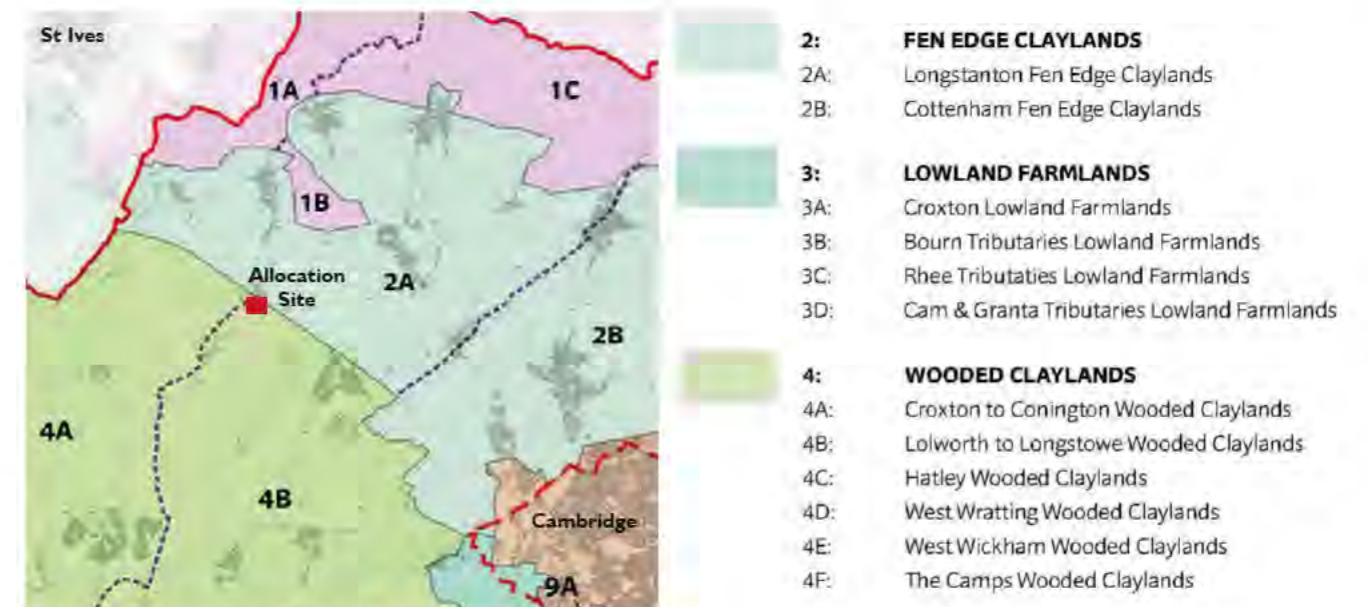 St Ives
1A
1C
1B
Allocation
Site
2A
2B
4A
4B
Cambridge
9A
2: FEN EDGE CLAYLANDS
2A: Longstanton Fen Edge Claylands
2B: Cottenham Fen Edge Claylands
3: LOWLAND FARMLANDS
3A: Croxton Lowland Farmlands
3B: Bourn Tributaries Lowland Farmlands
3C: Rhee Tributaties Lowland Farmlands
3D: Cam & Granta Tributaries Lowland Farmlands
4: WOODED CLAYLANDS
4A: Croxton to Conington Wooded Claylands
4B: Lolworth to Longstowe Wooded Claylands
4C: Hatley Wooded Claylands
4D: West Wratting Wooded Claylands
4E: West Wickham Wooded Claylands
4F: The Camps Wooded Claylands